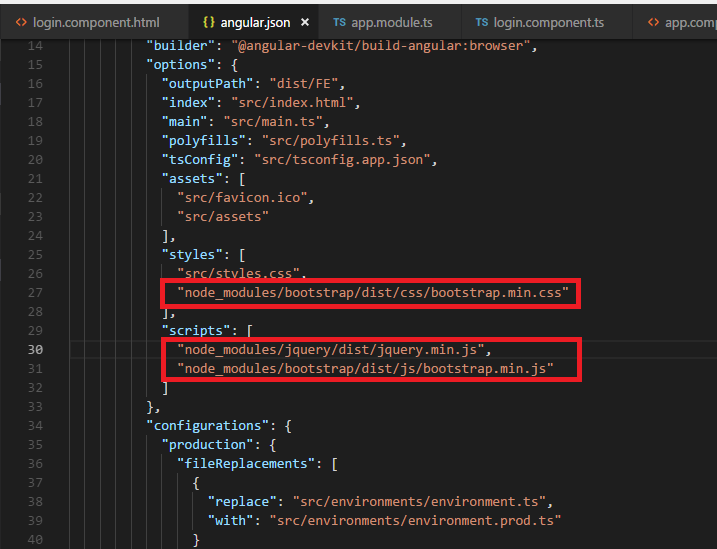 <> login.component.html
{ } angular.json ×
TS app.module.ts
TS login.component.ts
<> app.comp
14 "builder": "@angular-devkit/build-angular:browser",
15 "options": {
16 "outputPath": "dist/FE",
17 "index": "src/index.html",
18 "main": "src/main.ts",
19 "polyfills": "src/polyfills.ts",
20 "tsConfig": "src/tsconfig.app.json",
21 "assets": [
22 "src/favicon.ico",
23 "src/assets"
24 ],
25 "styles": [
26 "src/styles.css",
27 "node_modules/bootstrap/dist/css/bootstrap.min.css"
28 ],
29 "scripts": [
30 "node_modules/jquery/dist/jquery.min.js",
31 "node_modules/bootstrap/dist/js/bootstrap.min.js"
32 ]
33 },
34 "configurations": {
35 "production": {
36 "fileReplacements": [
37 {
38 "replace": "src/environments/environment.ts",
39 "with": "src/environments/environment.prod.ts"
40 }